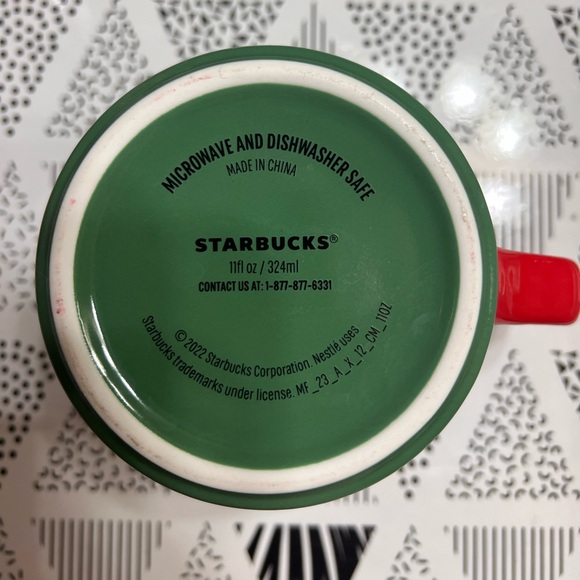 MICROWAVE AND DISHWASHER SAFE
MADE IN CHINA
STARBUCKS®
11fl oz / 324ml
CONTACT US AT: 1-877-877-6331
© 2022 Starbucks Corporation. Nestlé uses
Starbucks trademarks under license. MF_23_A_X_12_CM_11OZ